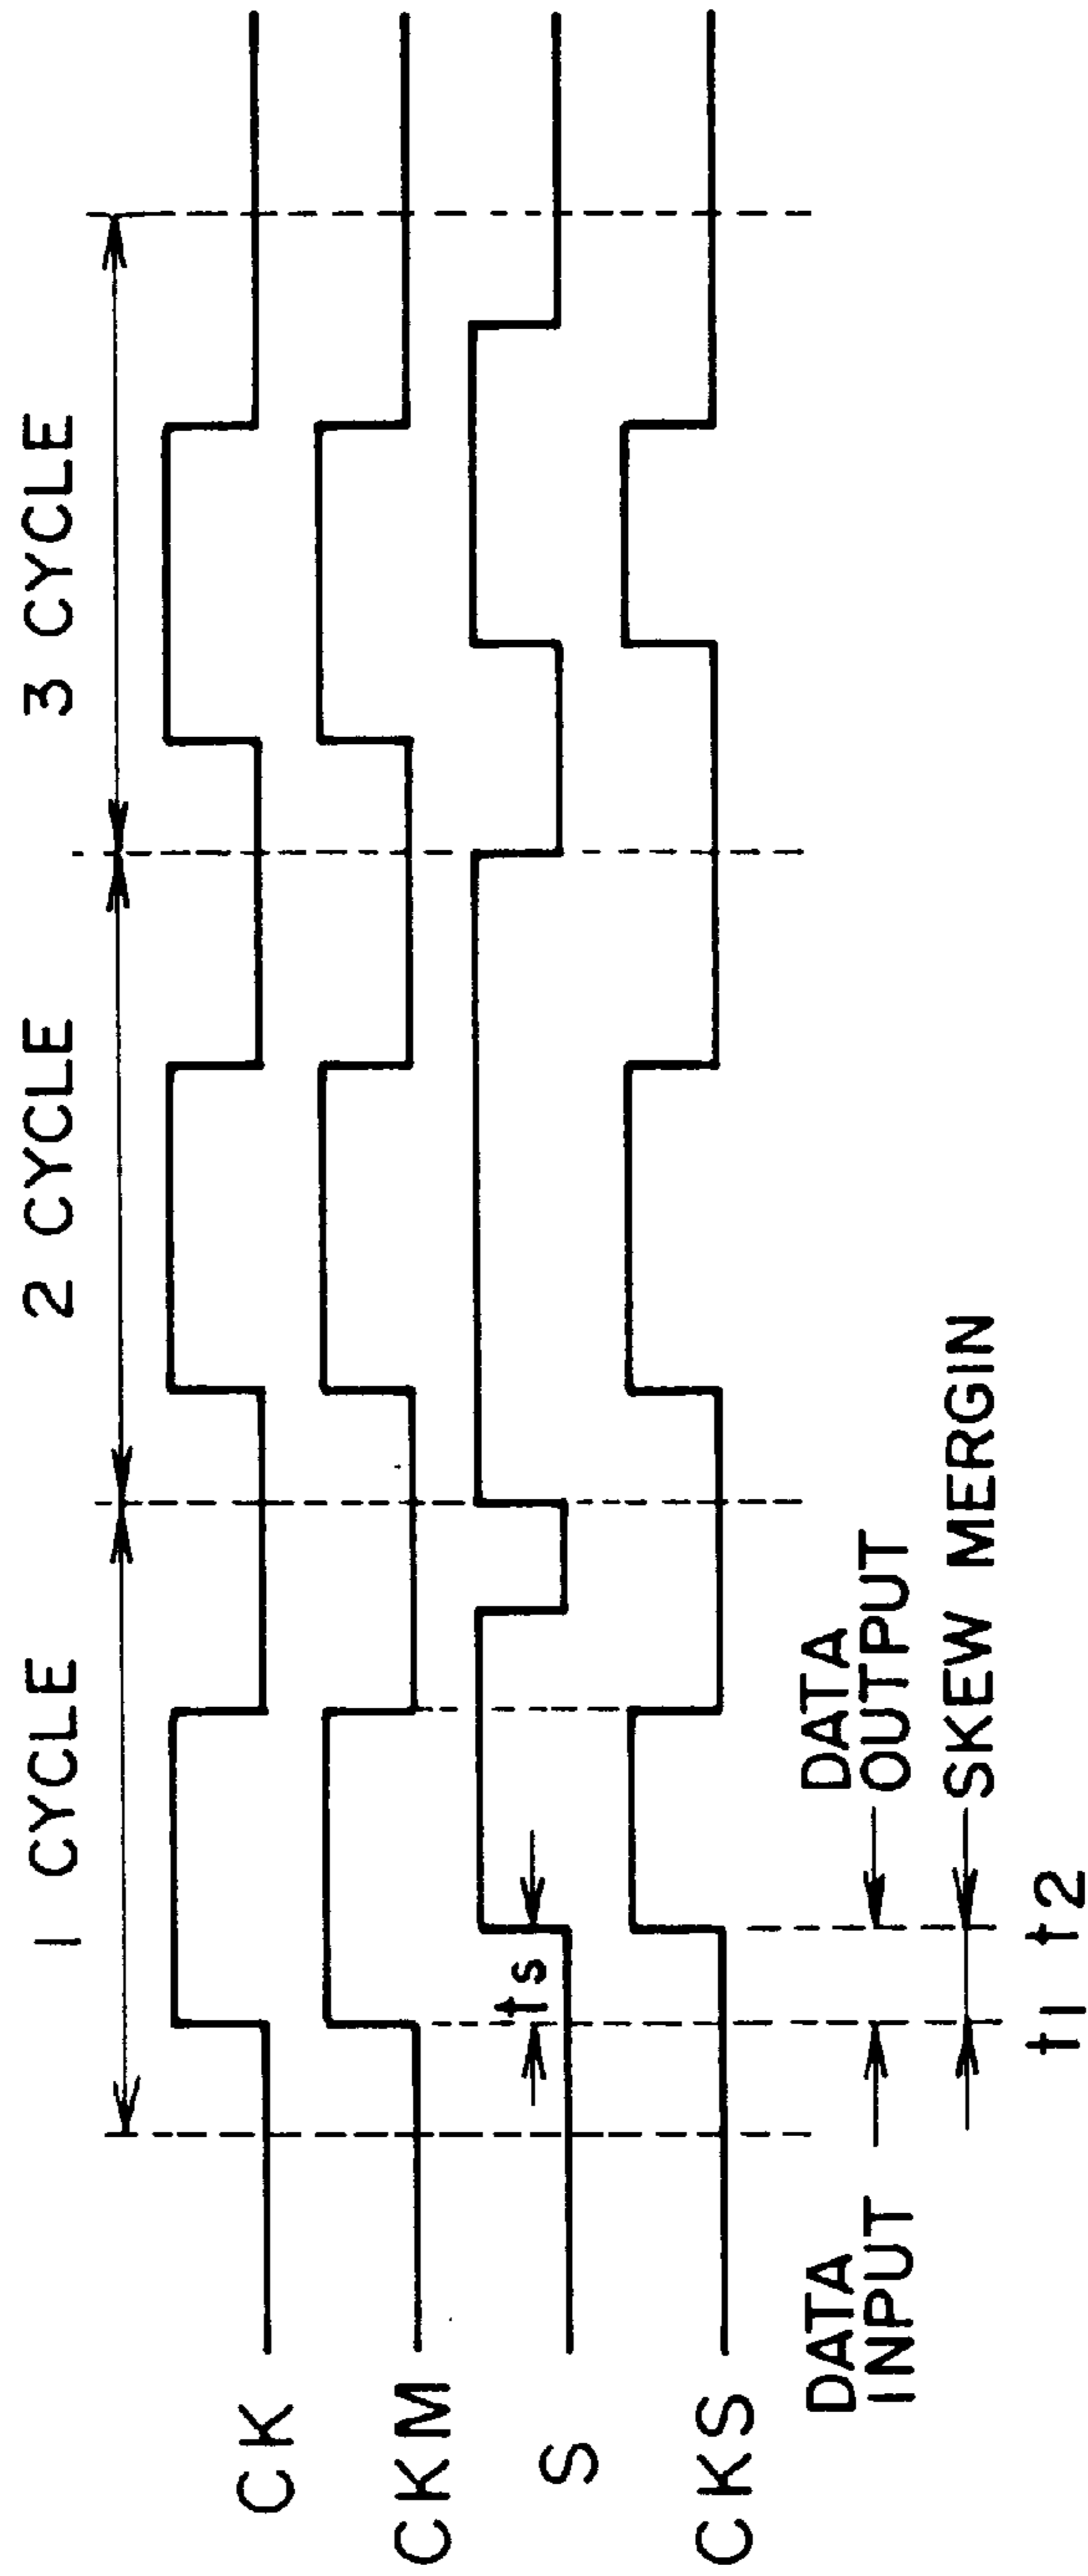 1 CYCLE
2 CYCLE
3 CYCLE
CK
CKM
S
ts
CKS
DATA
INPUT
DATA
OUTPUT
SKEW MERGIN
t1 t2